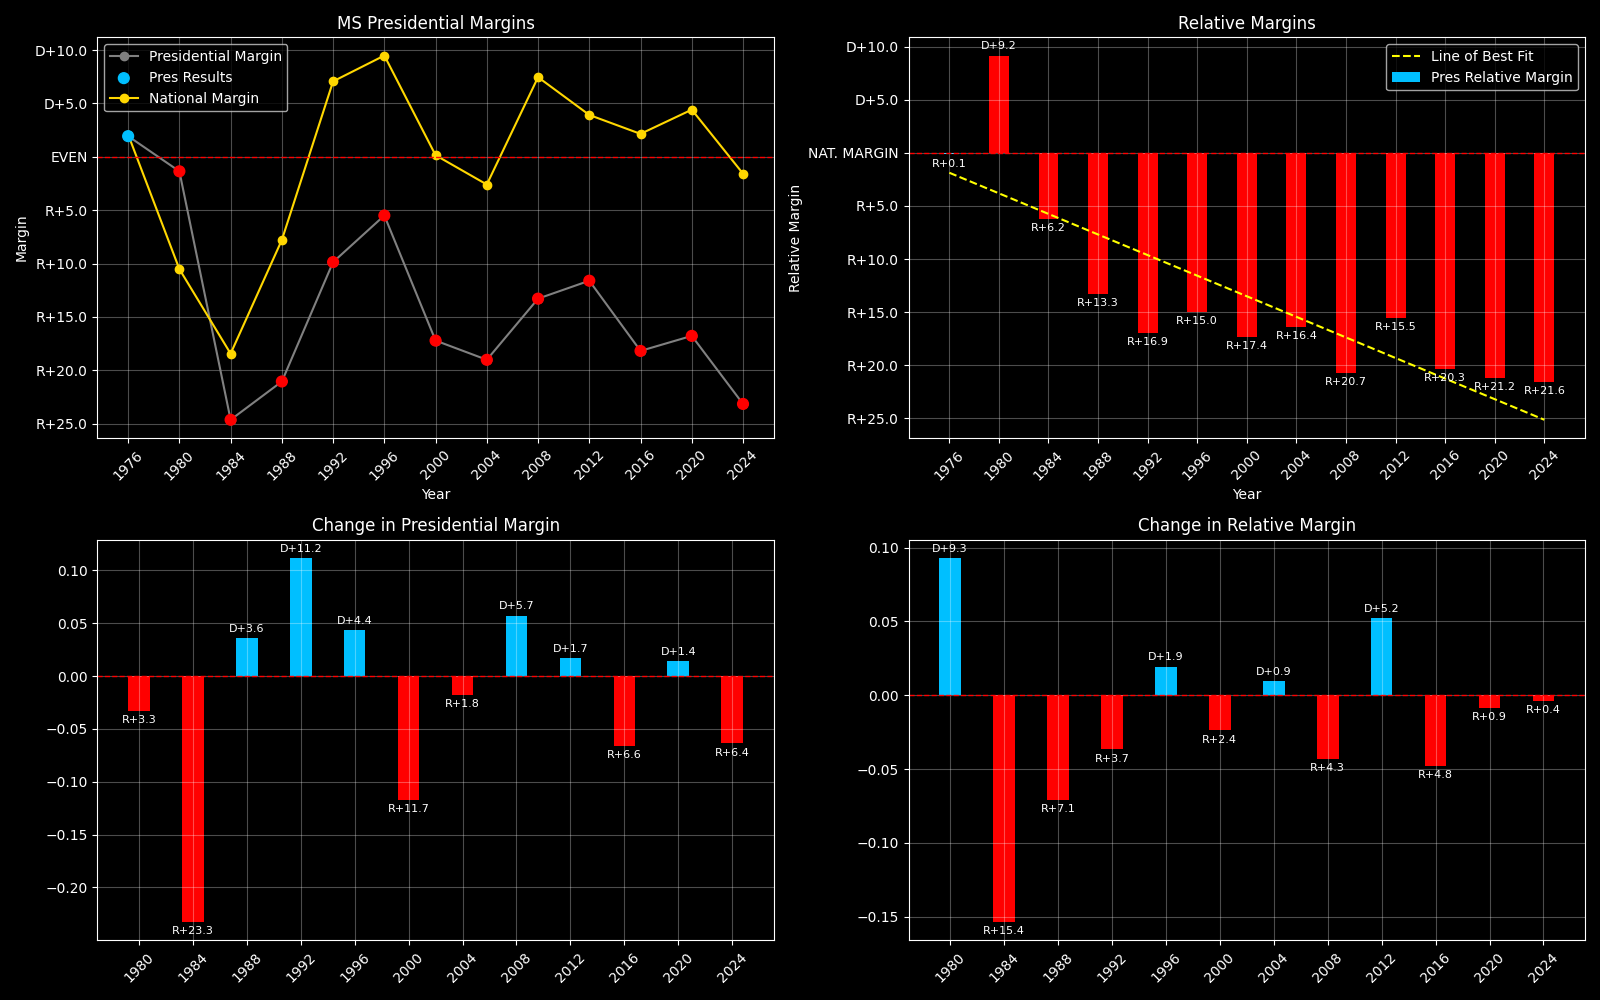 MS Presidential Margins
Presidential Margin
Pres Results
National Margin
D+10.0
D+5.0
EVEN
R+5.0
R+10.0
R+15.0
R+20.0
R+25.0
Margin
1976
1980
1984
1988
1992
1996
2000
2004
2008
2012
2016
2020
2024
Year
Relative Margins
Line of Best Fit
Pres Relative Margin
D+10.0
D+5.0
NAT. MARGIN
R+5.0
R+10.0
R+15.0
R+20.0
R+25.0
Relative Margin
R+0.1
D+9.2
R+6.2
R+13.3
R+16.9
R+15.0
R+17.4
R+16.4
R+20.7
R+15.5
R+20.3
R+21.2
R+21.6
1976
1980
1984
1988
1992
1996
2000
2004
2008
2012
2016
2020
2024
Year
Change in Presidential Margin
0.10
0.05
0.00
−0.05
−0.10
−0.15
−0.20
R+3.3
R+23.3
D+3.6
D+11.2
D+4.4
R+11.7
R+1.8
D+5.7
D+1.7
R+6.6
D+1.4
R+6.4
1980
1984
1988
1992
1996
2000
2004
2008
2012
2016
2020
2024
Change in Relative Margin
0.10
0.05
0.00
−0.05
−0.10
−0.15
D+9.3
R+15.4
R+7.1
R+3.7
D+1.9
R+2.4
D+0.9
R+4.3
D+5.2
R+4.8
R+0.9
R+0.4
1980
1984
1988
1992
1996
2000
2004
2008
2012
2016
2020
2024